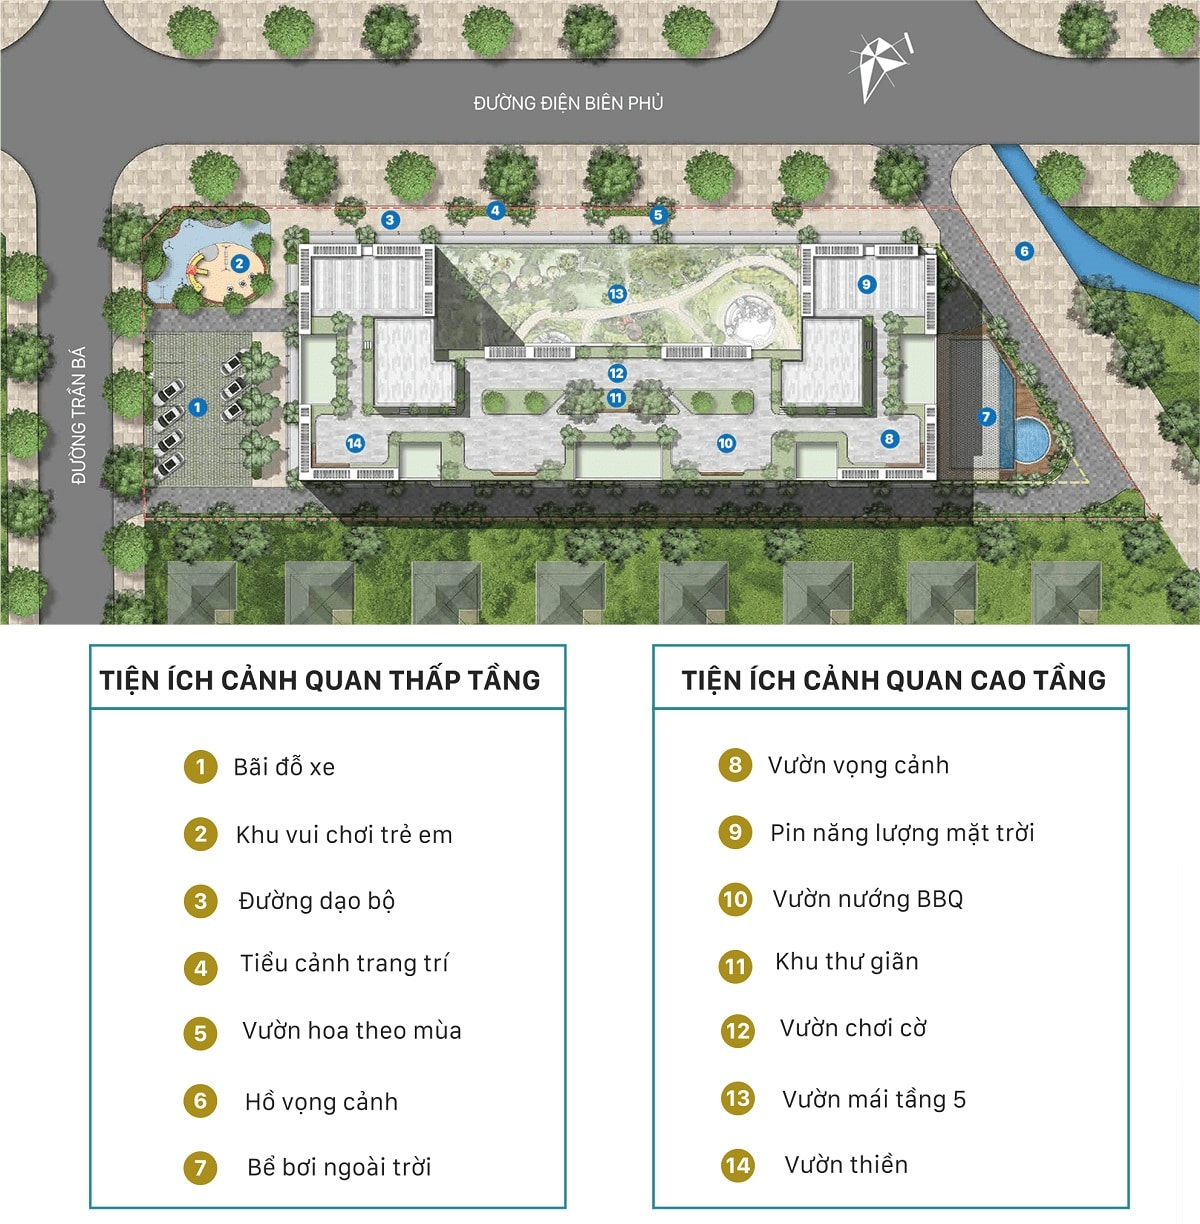 ĐƯỜNG ĐIỆN BIÊN PHỦ
4
3
5
2
6
13
9
12
11
1
7
14
10
8
ĐƯỜNG TRẦN BÁ
TIỆN ÍCH CẢNH QUAN THẤP TẦNG
1 Bãi đỗ xe
2 Khu vui chơi trẻ em
3 Đường dạo bộ
4 Tiểu cảnh trang trí
5 Vườn hoa theo mùa
6 Hồ vọng cảnh
7 Bể bơi ngoài trời
TIỆN ÍCH CẢNH QUAN CAO TẦNG
8 Vườn vọng cảnh
9 Pin năng lượng mặt trời
10 Vườn nướng BBQ
11 Khu thư giãn
12 Vườn chơi cờ
13 Vườn mái tầng 5
14 Vườn thiền